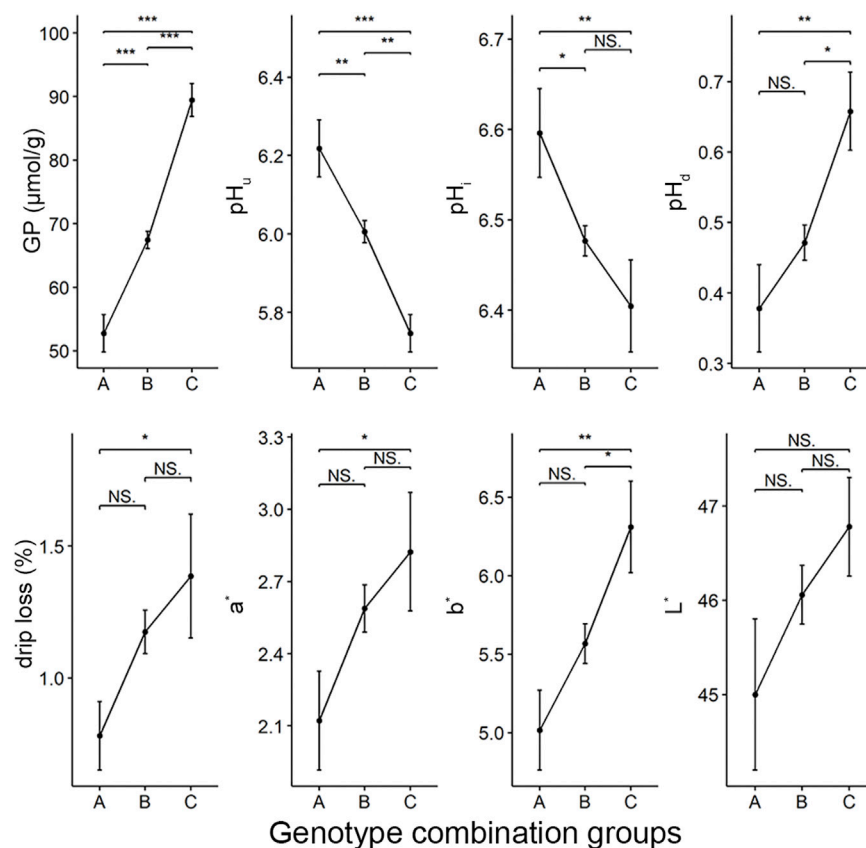 GP (μmol/g)
100
90
80
70
60
50
***
***
***
A B C
pHu
6.4
6.2
6.0
5.8
***
**
**
A B C
pHi
6.7
6.6
6.5
6.4
**
NS.
*
A B C
pHd
0.7
0.6
0.5
0.4
0.3
**
*
NS.
A B C
drip loss (%)
1.5
1.0
*
NS.
NS.
A B C
a*
3.3
3.0
2.7
2.4
2.1
*
NS.
NS.
A B C
b*
6.5
6.0
5.5
5.0
**
*
NS.
A B C
L*
47
46
45
NS.
NS.
NS.
A B C
Genotype combination groups